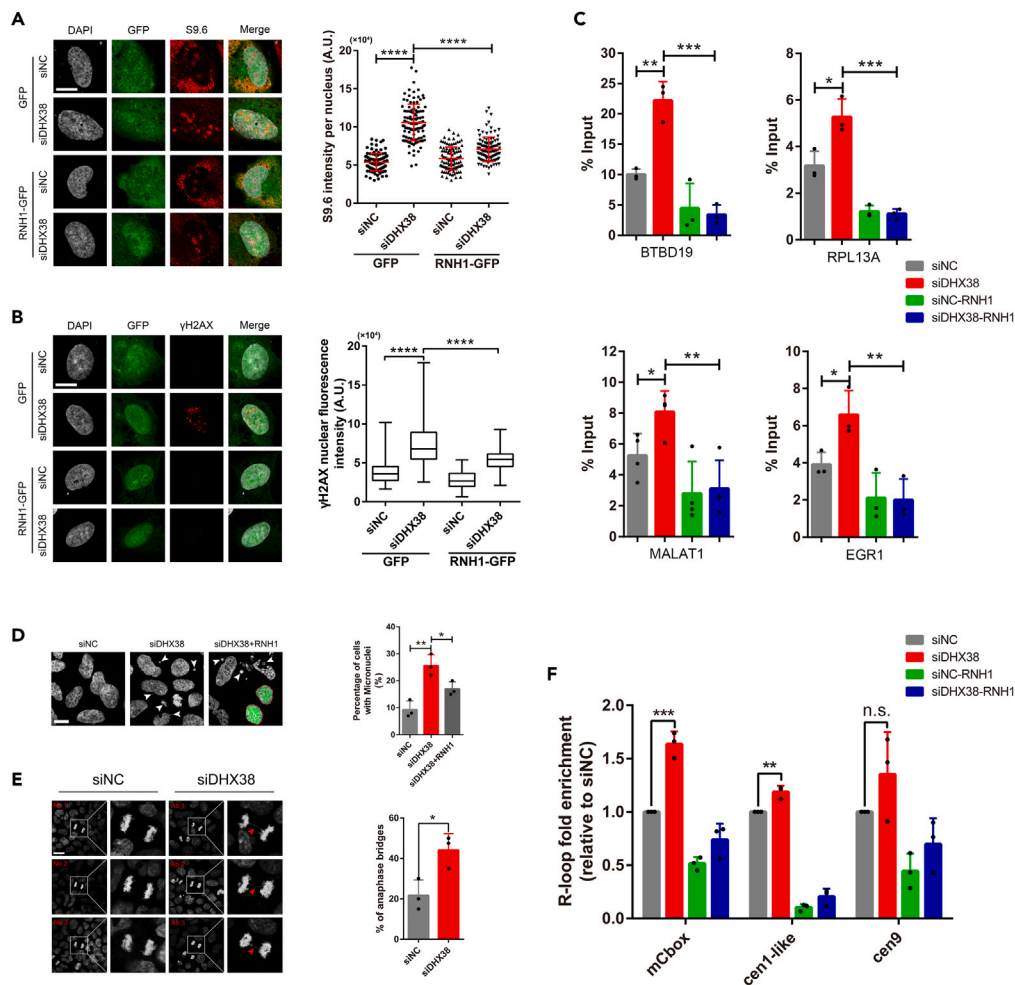 A
DAPI GFP S9.6 Merge
GFP
siNC
siDHX38
RNH1-GFP
siNC
siDHX38
S9.6 intensity per nucleus (A.U.)
(×10⁴)
20
15
10
5
0
**** ****
siNC siDHX38 siNC siDHX38
GFP RNH1-GFP
B
DAPI GFP γH2AX Merge
GFP
siNC
siDHX38
RNH1-GFP
siNC
siDHX38
γH2AX nuclear fluorescence
intensity (A.U.)
(×10⁴)
20
15
10
5
0
**** ****
siNC siDHX38 siNC siDHX38
GFP RNH1-GFP
C
% Input
30
20
10
0
** ***
BTBD19
% Input
8
6
4
2
0
* ***
RPL13A
siNC
siDHX38
siNC-RNH1
siDHX38-RNH1
% Input
15
10
5
0
* **
MALAT1
% Input
10
8
6
4
2
0
* **
EGR1
D
siNC siDHX38 siDHX38+RNH1
Percentage of cells
with Micronuclei
(%)
40
30
20
10
0
** *
siNC siDHX38 siDHX38+RNH1
E
siNC siDHX38
% of anaphase bridges
60
40
20
0
*
siNC siDHX38
F
siNC
siDHX38
siNC-RNH1
siDHX38-RNH1
R-loop fold enrichment
(relative to siNC)
2.0
1.5
1.0
0.5
0.0
*** ** n.s.
mCbox cen1-like cen9